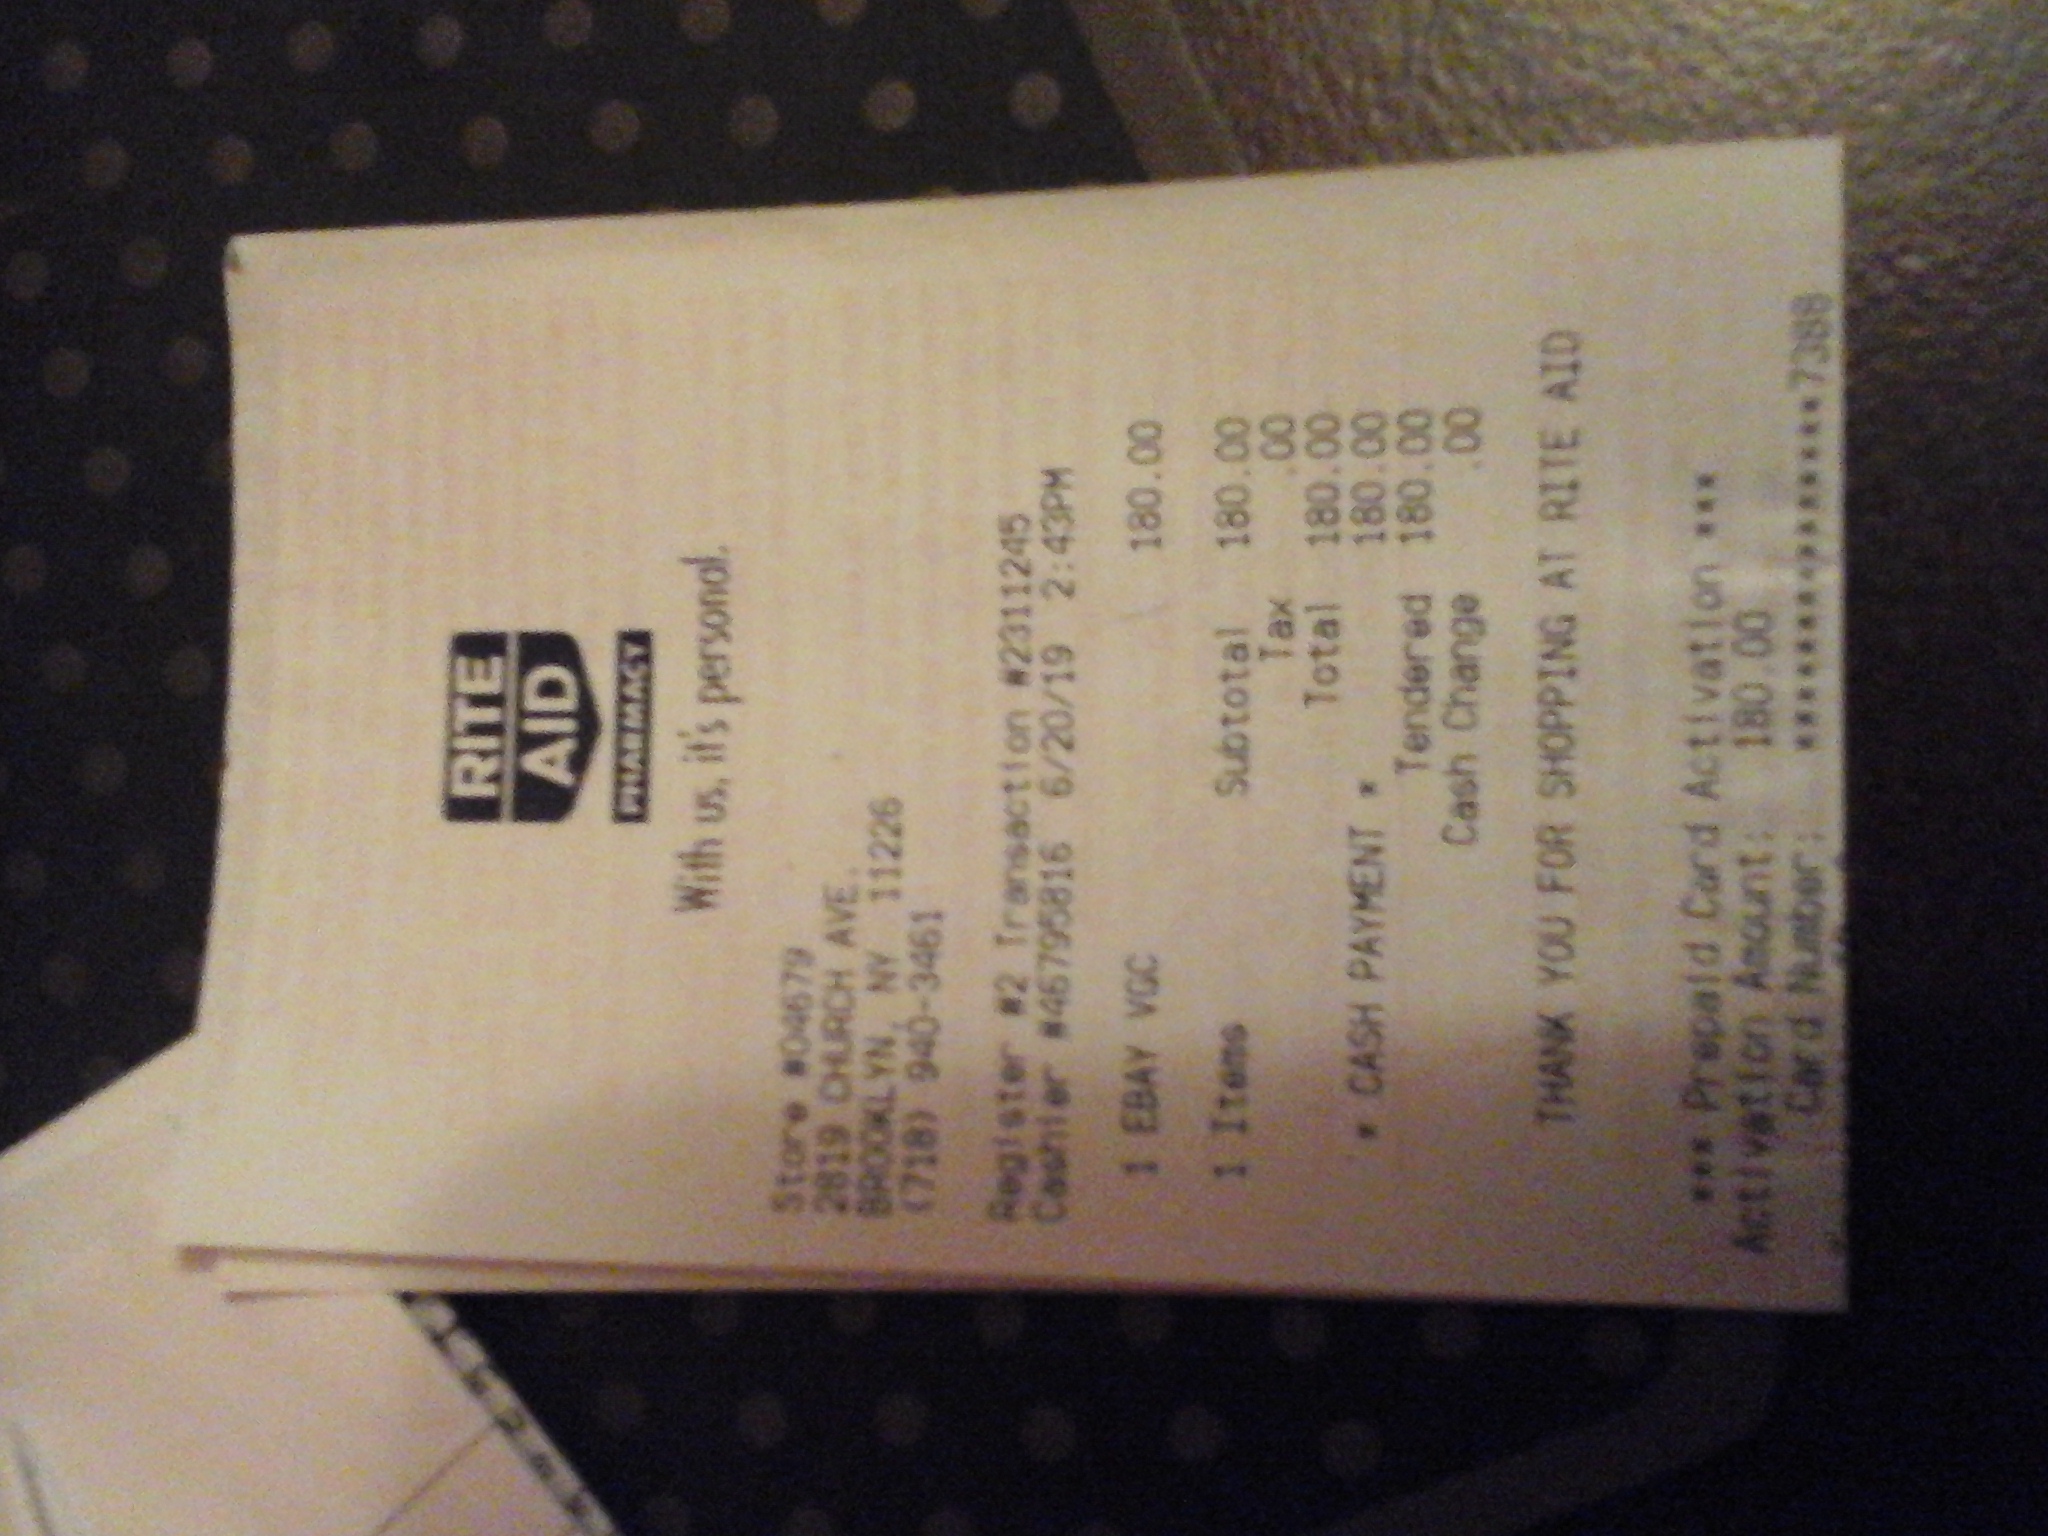 RITE
AID
PHARMACY
With us, it's personal.
Store #04679
2819 CHURCH AVE.
BROOKLYN, NY 11226
(718) 940-3461
Register #2 Transaction #2311245
Cashier #46795816 6/20/19 2:43PM
1 EBAY VGC 180.00
1 Items Subtotal 180.00
Tax .00
Total 180.00
* CASH PAYMENT * 180.00
Tendered 180.00
Cash Change .00
THANK YOU FOR SHOPPING AT RITE AID
*** Prepaid Card Activation ***
Activation Amount: 180.00
Card Number: ***************7388